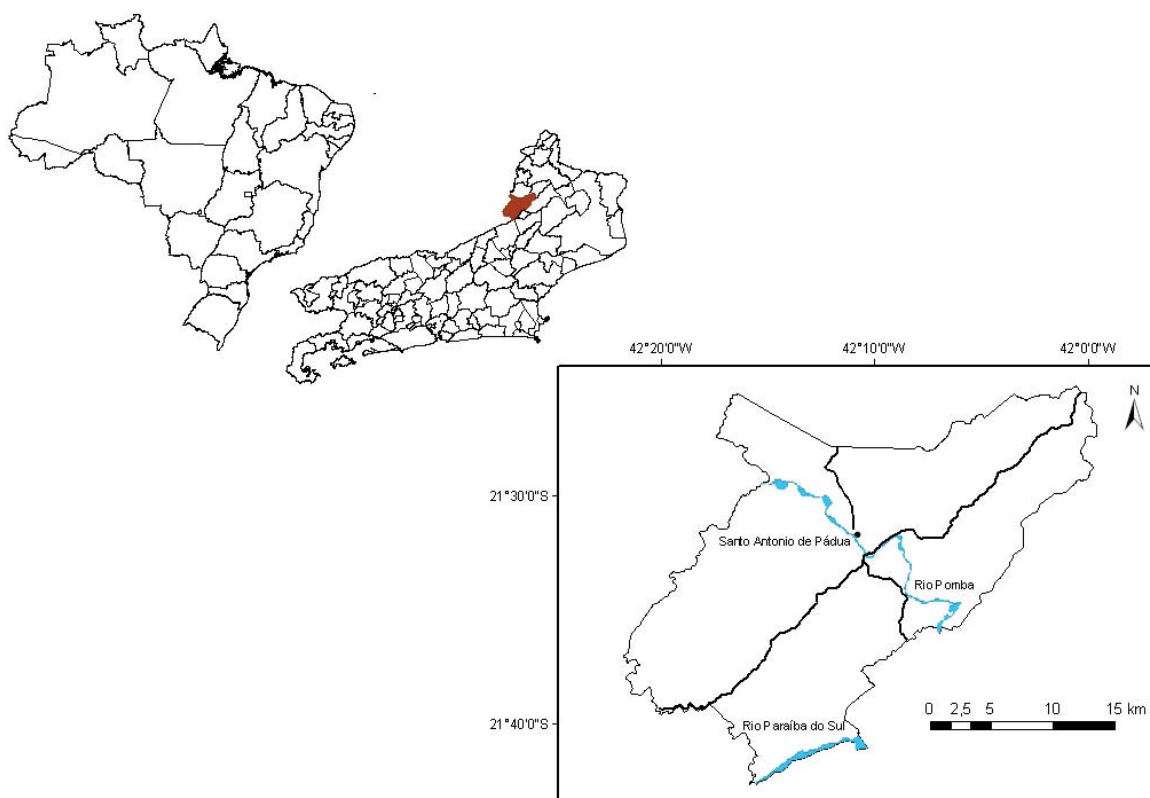 42°20'0"W
42°10'0"W
42°0'0"W
N
21°30'0"S
Santo Antonio de Pádua
Rio Pomba
21°40'0"S
Rio Paraíba do Sul
0 2,5 5 10 15 km